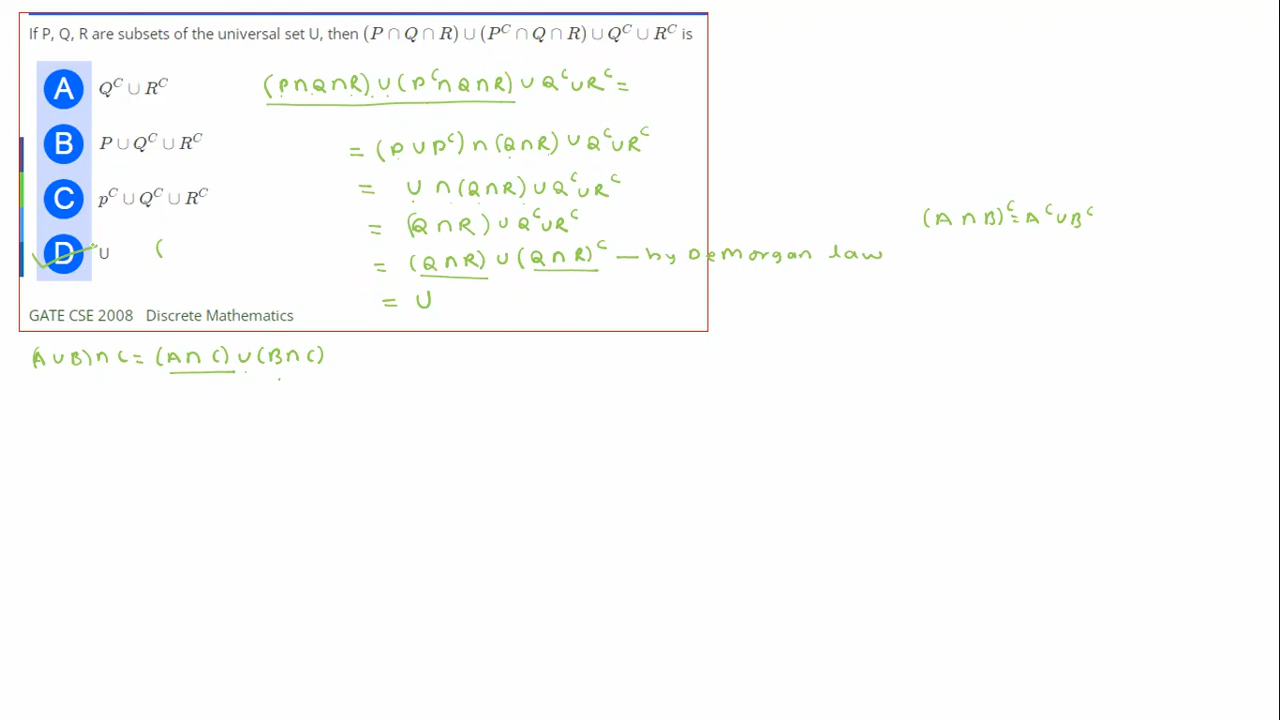 If P, Q, R are subsets of the universal set U, then (P ∩ Q ∩ R) ∪ (P^C ∩ Q ∩ R) ∪ Q^C ∪ R^C is
A Q^C ∪ R^C
(P∩Q∩R) ∪ (P^C ∩ Q∩R) ∪ Q^C∪R^C =
B P ∪ Q^C ∪ R^C
= (P ∪ P^C) ∩ (Q∩R) ∪ Q^C∪R^C
C p^C ∪ Q^C ∪ R^C
= U ∩ (Q∩R) ∪ Q^C∪R^C
= (Q∩R) ∪ Q^C∪R^C
(A ∩ B)^C = A^C ∪ B^C
D U (
= (Q∩R) ∪ (Q∩R)^C — by DeMorgan law
= U
GATE CSE 2008 Discrete Mathematics
(A ∪ B) ∩ C = (A ∩ C) ∪ (B ∩ C)